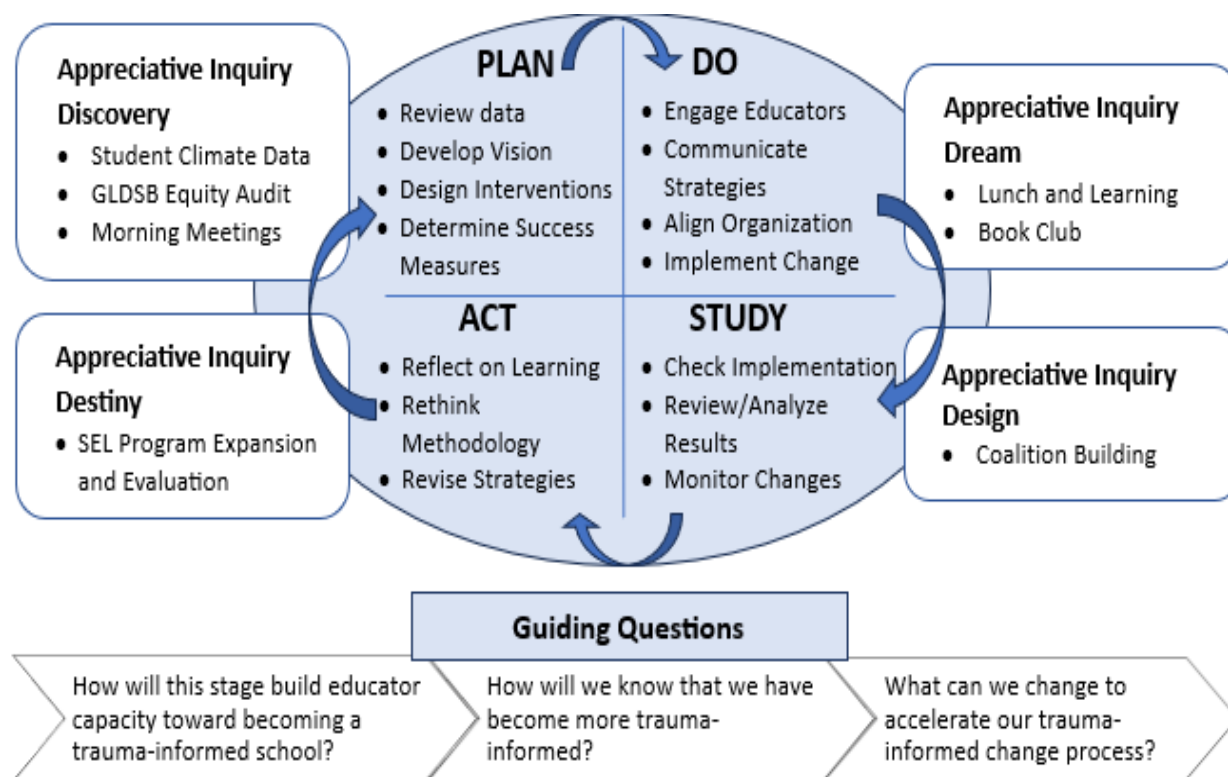 Appreciative Inquiry
Discovery
• Student Climate Data
• GLDSB Equity Audit
• Morning Meetings
PLAN
• Review data
• Develop Vision
• Design Interventions
• Determine Success
Measures
DO
• Engage Educators
• Communicate
Strategies
• Align Organization
• Implement Change
Appreciative Inquiry
Dream
• Lunch and Learning
• Book Club
Appreciative Inquiry
Destiny
• SEL Program Expansion
and Evaluation
ACT
• Reflect on Learning
• Rethink
Methodology
• Revise Strategies
STUDY
• Check Implementation
• Review/Analyze
Results
• Monitor Changes
Appreciative Inquiry
Design
• Coalition Building
Guiding Questions
How will this stage build educator
capacity toward becoming a
trauma-informed school?
How will we know that we have
become more trauma-
informed?
What can we change to
accelerate our trauma-
informed change process?